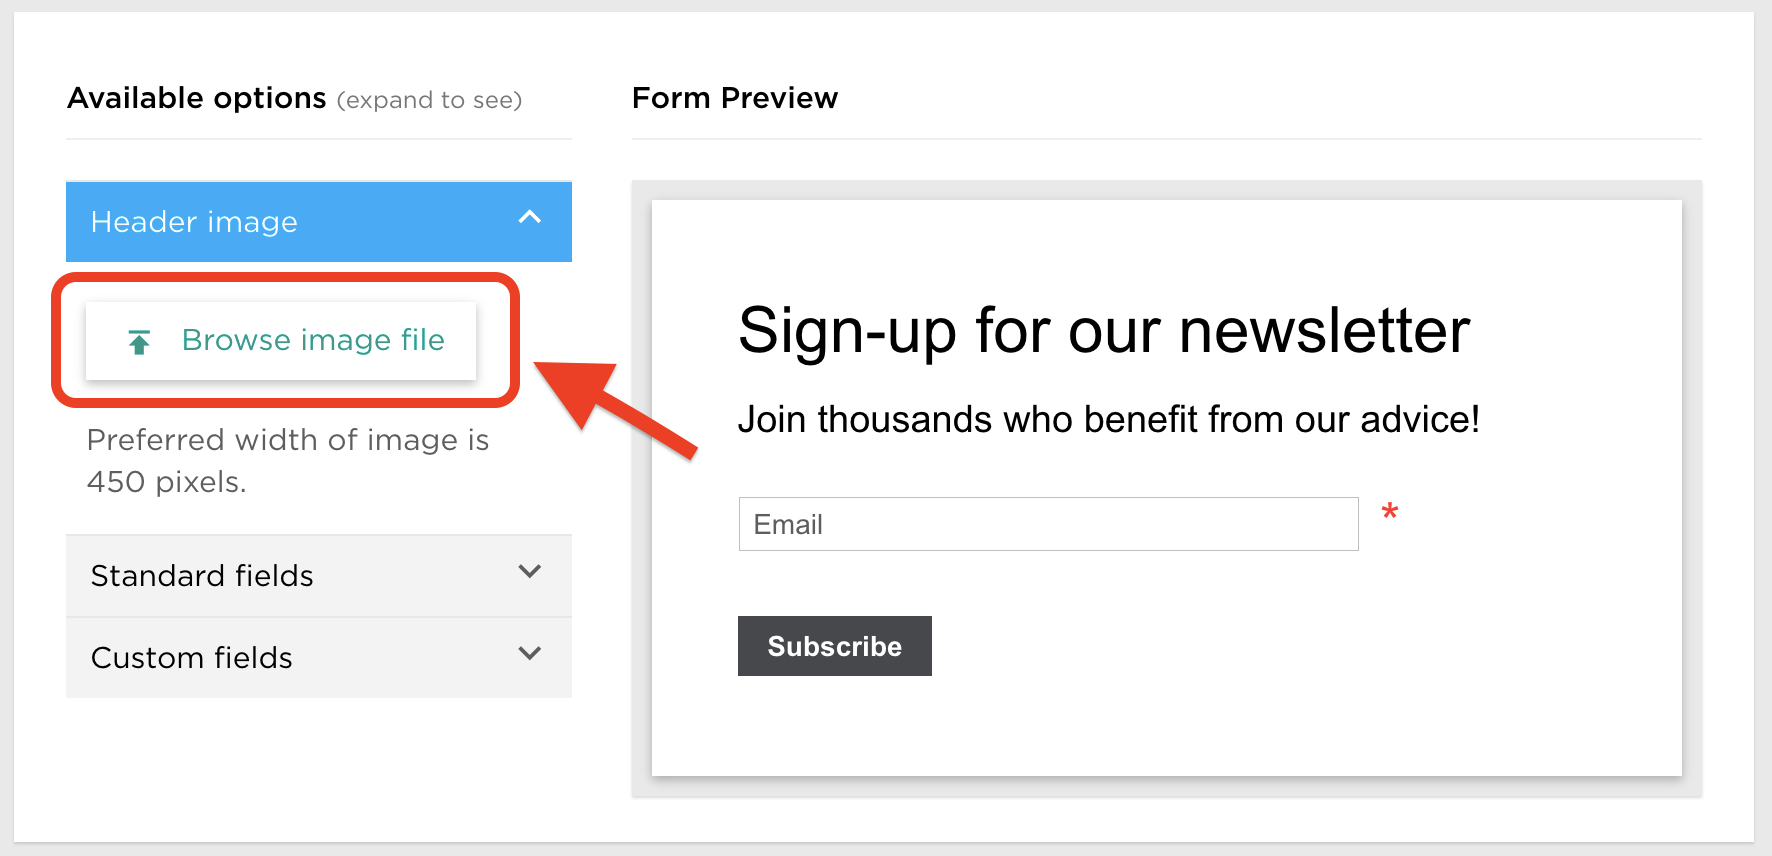 Available options (expand to see)
Header image
Browse image file
Preferred width of image is
450 pixels.
Standard fields
Custom fields
Form Preview
Sign-up for our newsletter
Join thousands who benefit from our advice!
Email *
Subscribe